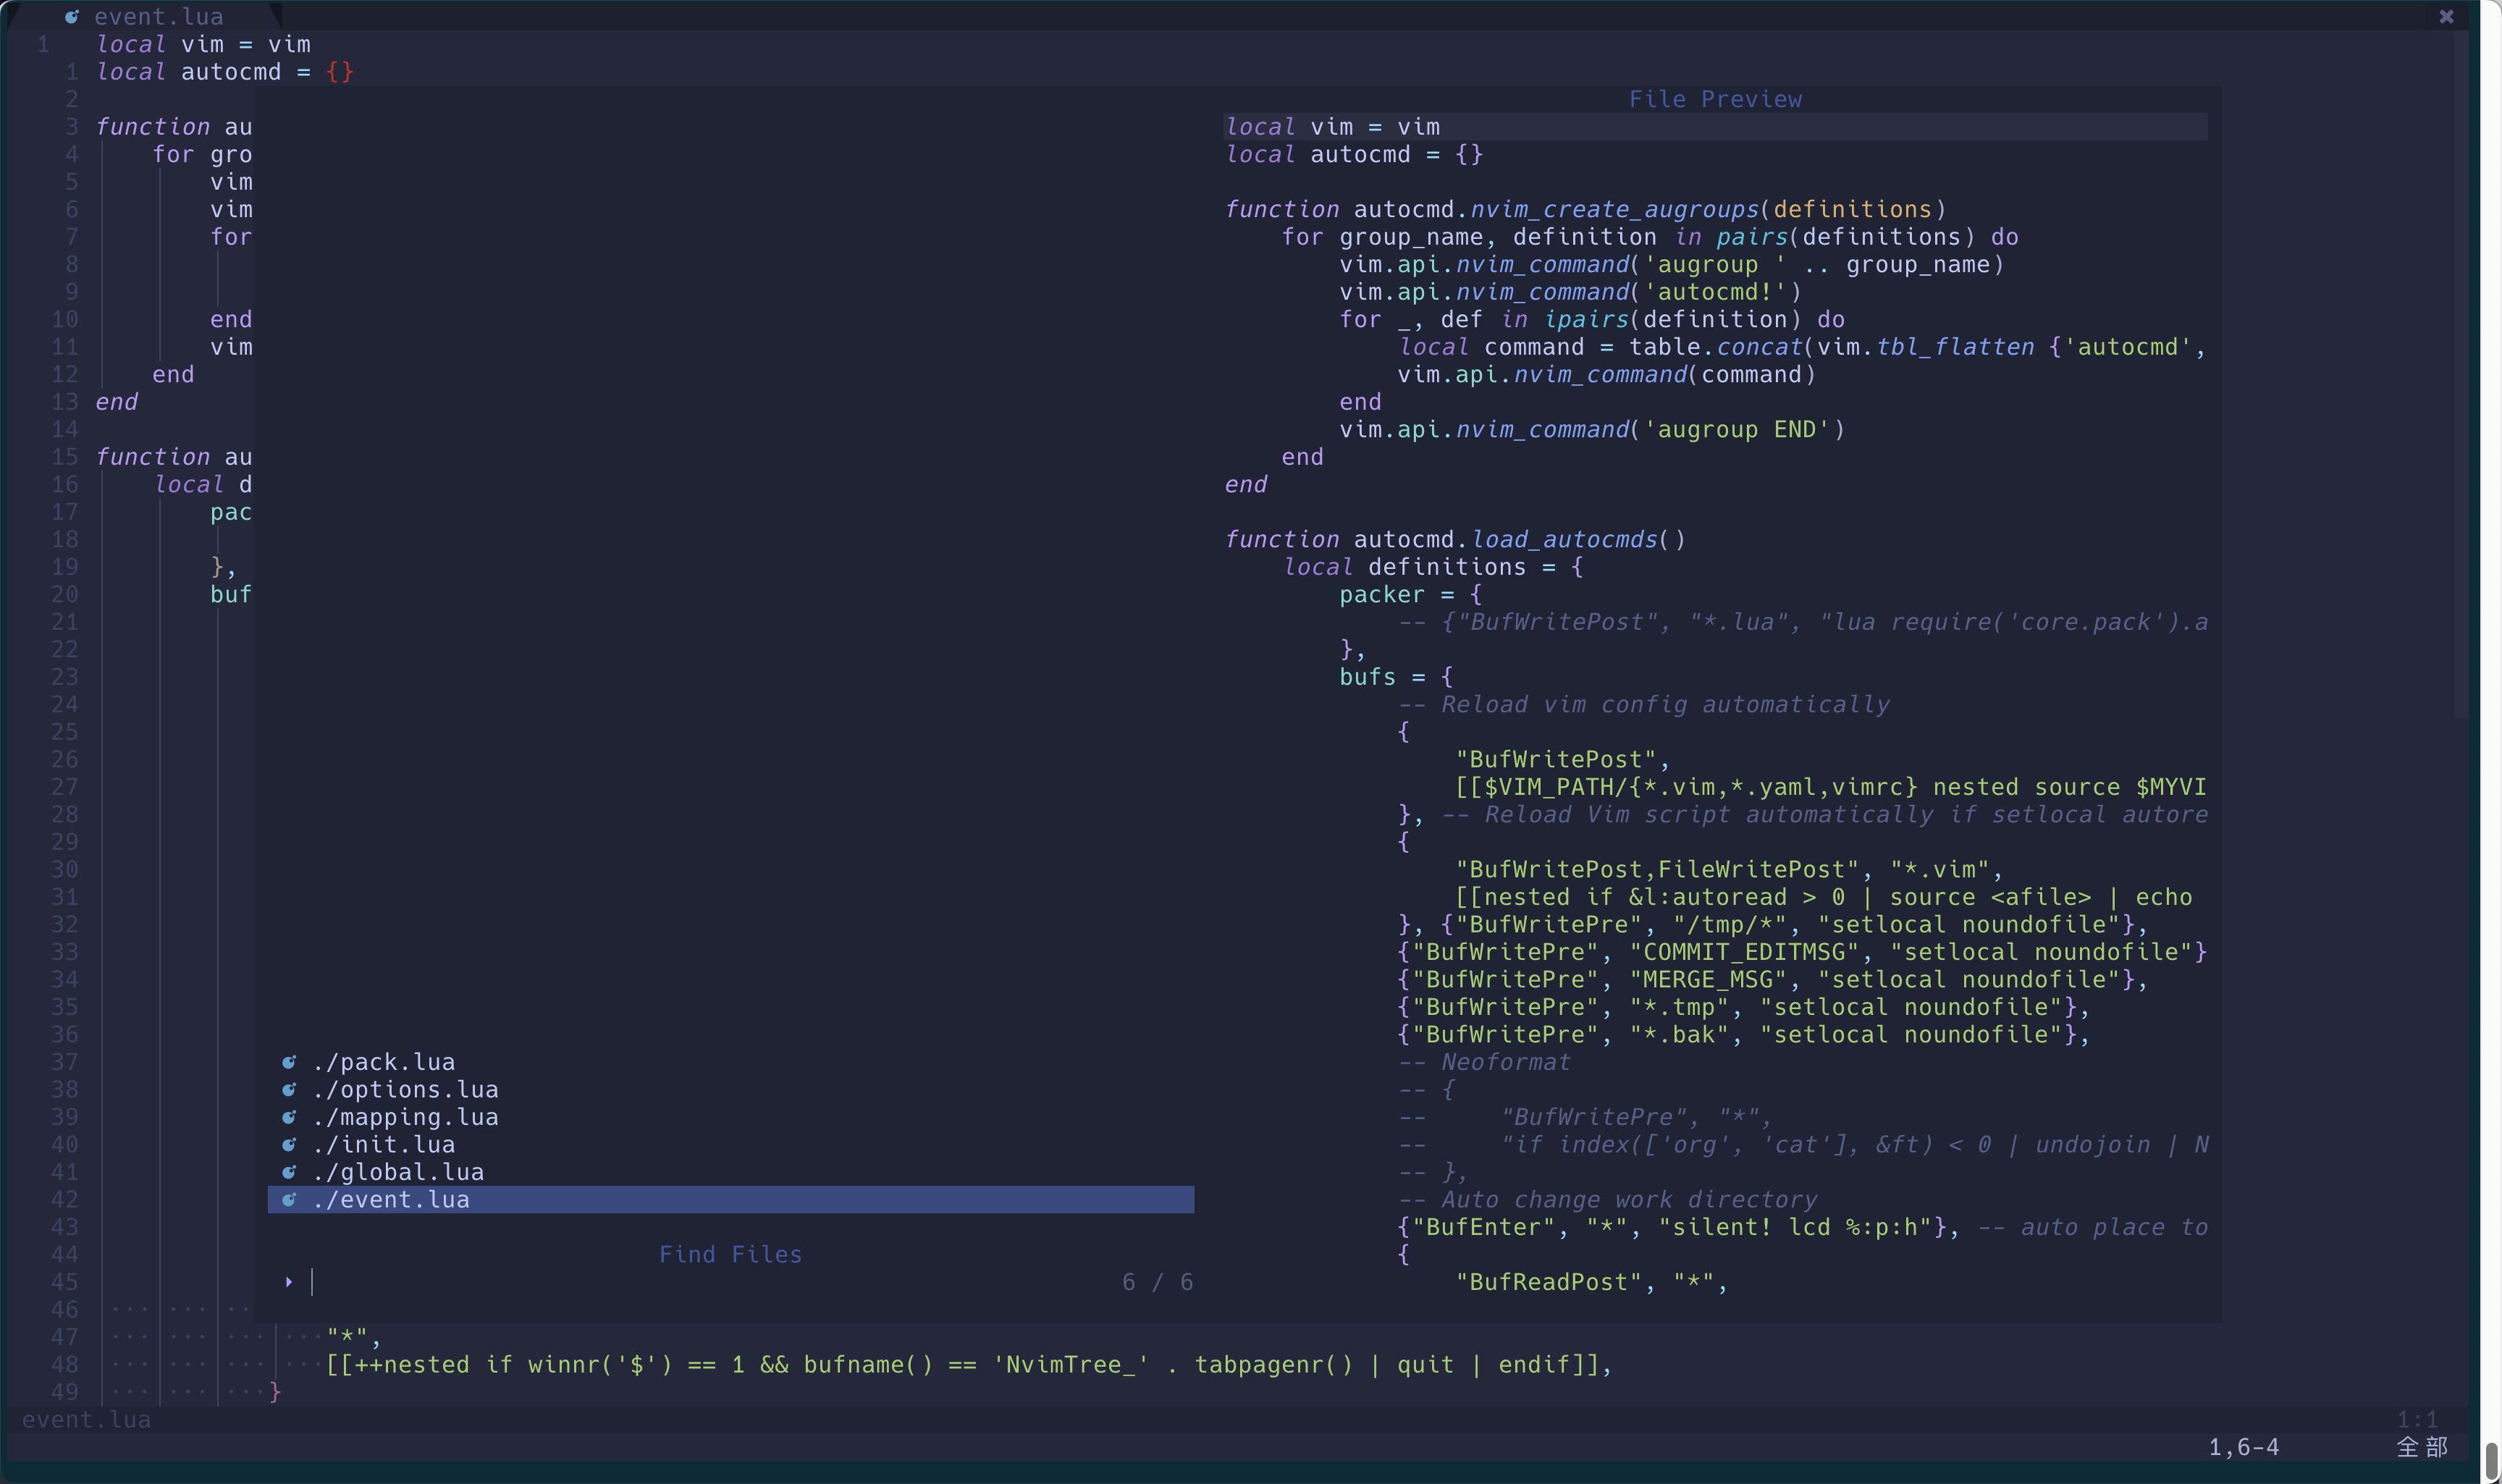 event.lua ✖
1 local vim = vim
1 local autocmd = {}
2
3 function au
4 for gro
5 vim
6 vim
7 for
8
9
10 end
11 vim
12 end
13 end
14
15 function au
16 local d
17 pac
18
19 },
20 buf
21
22
23
24
25
26
27
28
29
30
31
32
33
34
35
36
37
38
39
40
41
42
43
44
45
46
47 "*",
48 [[++nested if winnr('$') == 1 && bufname() == 'NvimTree_' . tabpagenr() | quit | endif]],
49 }
./pack.lua
./options.lua
./mapping.lua
./init.lua
./global.lua
./event.lua
Find Files
6 / 6
File Preview
local vim = vim
local autocmd = {}
function autocmd.nvim_create_augroups(definitions)
for group_name, definition in pairs(definitions) do
vim.api.nvim_command('augroup ' .. group_name)
vim.api.nvim_command('autocmd!')
for _, def in ipairs(definition) do
local command = table.concat(vim.tbl_flatten {'autocmd',
vim.api.nvim_command(command)
end
vim.api.nvim_command('augroup END')
end
end
function autocmd.load_autocmds()
local definitions = {
packer = {
-- {"BufWritePost", "*.lua", "lua require('core.pack').a
},
bufs = {
-- Reload vim config automatically
{
"BufWritePost",
[[$VIM_PATH/{*.vim,*.yaml,vimrc} nested source $MYVI
}, -- Reload Vim script automatically if setlocal autore
{
"BufWritePost,FileWritePost", "*.vim",
[[nested if &l:autoread > 0 | source <afile> | echo
}, {"BufWritePre", "/tmp/*", "setlocal noundofile"},
{"BufWritePre", "COMMIT_EDITMSG", "setlocal noundofile"}
{"BufWritePre", "MERGE_MSG", "setlocal noundofile"},
{"BufWritePre", "*.tmp", "setlocal noundofile"},
{"BufWritePre", "*.bak", "setlocal noundofile"},
-- Neoformat
-- {
-- "BufWritePre", "*",
-- "if index(['org', 'cat'], &ft) < 0 | undojoin | N
-- },
-- Auto change work directory
{"BufEnter", "*", "silent! lcd %:p:h"}, -- auto place to
{
"BufReadPost", "*",
event.lua 1:1
1,6-4 全部